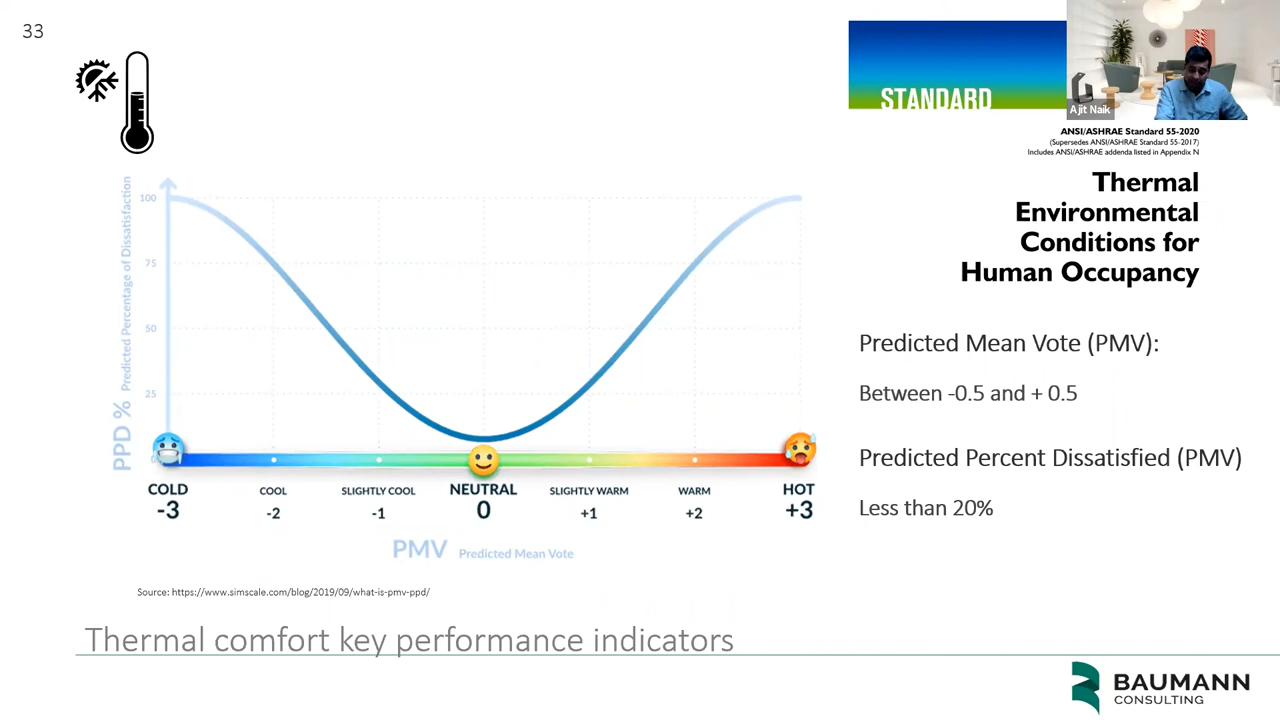 33
STANDARD
Ajit Naik
ANSI/ASHRAE Standard 55-2020
(Supersedes ANSI/ASHRAE Standard 55-2017)
Includes ANSI/ASHRAE addenda listed in Appendix N
Thermal
Environmental
Conditions for
Human Occupancy
PPD % Predicted Percentage of Dissatisfaction
100
75
50
25
0
COLD
-3
COOL
-2
SLIGHTLY COOL
-1
NEUTRAL
0
SLIGHTLY WARM
+1
WARM
+2
HOT
+3
PMV Predicted Mean Vote
Predicted Mean Vote (PMV):
Between -0.5 and + 0.5
Predicted Percent Dissatisfied (PMV)
Less than 20%
Source: https://www.simscale.com/blog/2019/09/what-is-pmv-ppd/
Thermal comfort key performance indicators
BAUMANN
CONSULTING